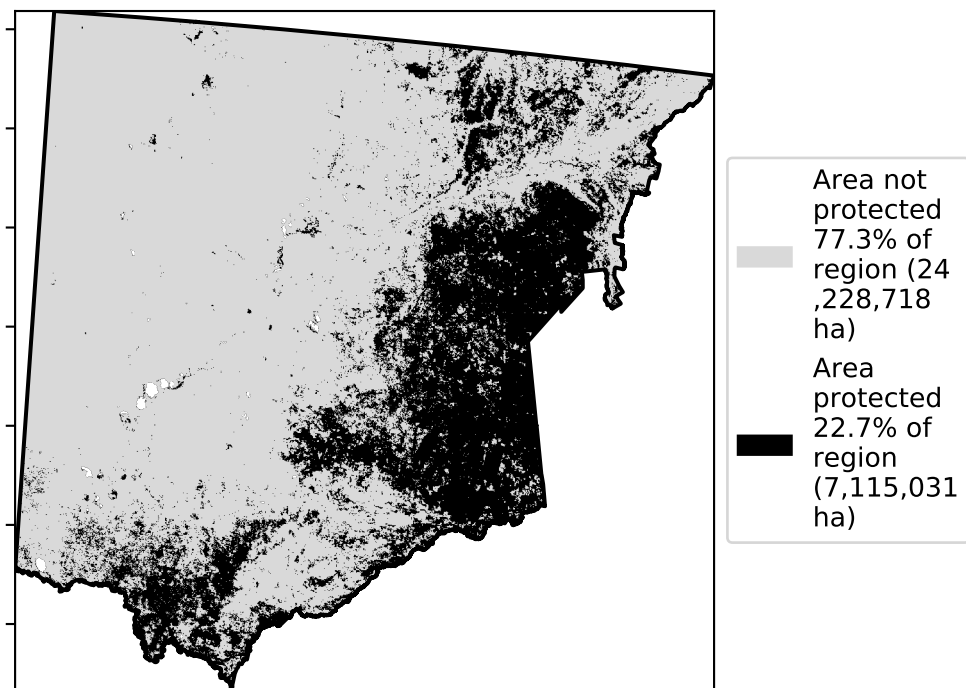 Area not
protected
77.3% of
region (24
,228,718
ha)
Area
protected
22.7% of
region
(7,115,031
ha)